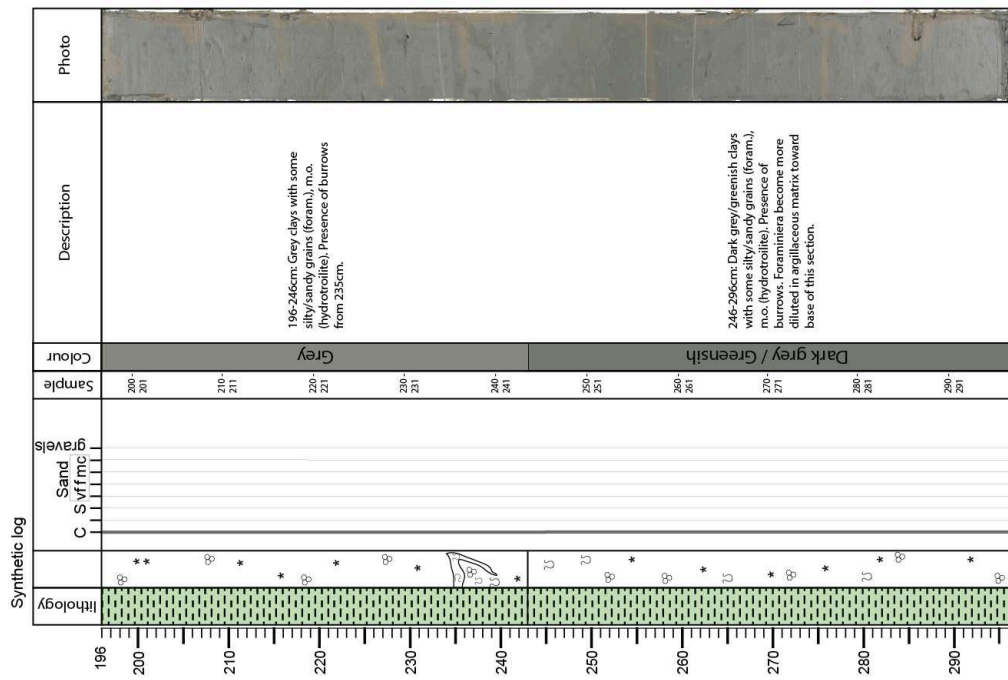 Synthetic log
lithology
C
S
vf f m c
Sand
gravels
Sample
Colour
Description
Photo
196
200
210
220
230
240
250
260
270
280
290
200-
201
210-
211
220-
221
230-
231
240-
241
250-
251
260-
261
270-
271
280-
281
290-
291
Grey
Dark grey / Greensih
196-246cm: Grey clays with some
silty/sandy grains (foram.), m.o.
(hydrotroilite). Presence of burrows
from 235cm.
246-296cm: Dark grey/greenish clays
with some silty/sandy grains (foram.),
m.o. (hydrotroilite). Presence of
burrows. Foraminiera become more
diluted in argillaceous matrix toward
base of this section.